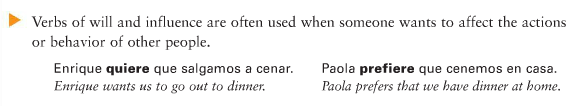 Verbs of will and influence are often used when someone wants to affect the actions
or behavior of other people.
Enrique quiere que salgamos a cenar.
Enrique wants us to go out to dinner.
Paola prefiere que cenemos en casa.
Paola prefers that we have dinner at home.